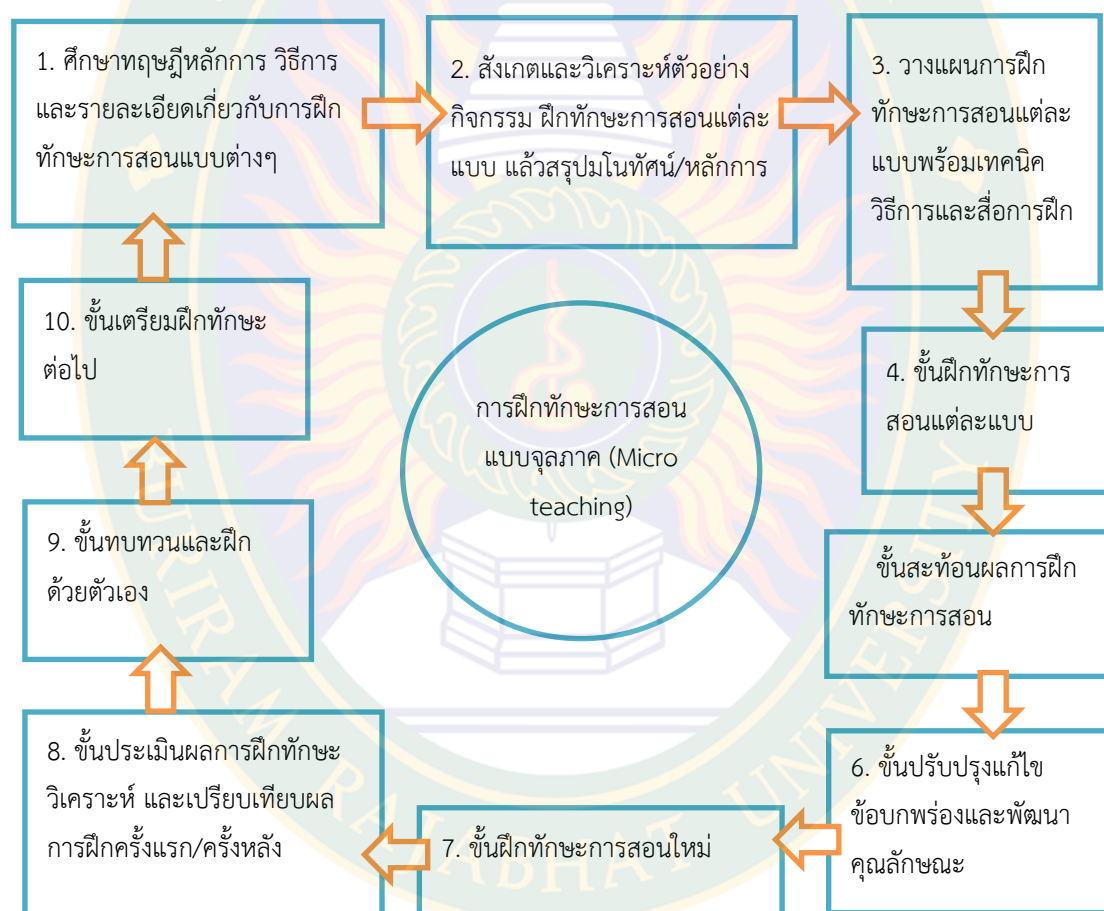 1. ศึกษาทฤษฎีหลักการ วิธีการ
และรายละเอียดเกี่ยวกับการฝึก
ทักษะการสอนแบบต่างๆ
2. สังเกตและวิเคราะห์ตัวอย่าง
กิจกรรม ฝึกทักษะการสอนแต่ละ
แบบ แล้วสรุปมโนทัศน์/หลักการ
3. วางแผนการฝึก
ทักษะการสอนแต่ละ
แบบพร้อมเทคนิค
วิธีการและสื่อการฝึก
4. ขั้นฝึกทักษะการ
สอนแต่ละแบบ
ขั้นสะท้อนผลการฝึก
ทักษะการสอน
6. ขั้นปรับปรุงแก้ไข
ข้อบกพร่องและพัฒนา
คุณลักษณะ
7. ขั้นฝึกทักษะการสอนใหม่
8. ขั้นประเมินผลการฝึกทักษะ
วิเคราะห์ และเปรียบเทียบผล
การฝึกครั้งแรก/ครั้งหลัง
9. ขั้นทบทวนและฝึก
ด้วยตัวเอง
10. ขั้นเตรียมฝึกทักษะ
ต่อไป
การฝึกทักษะการสอน
แบบจุลภาค (Micro
teaching)
BURIRAM RAJABHAT UNIVERSITY